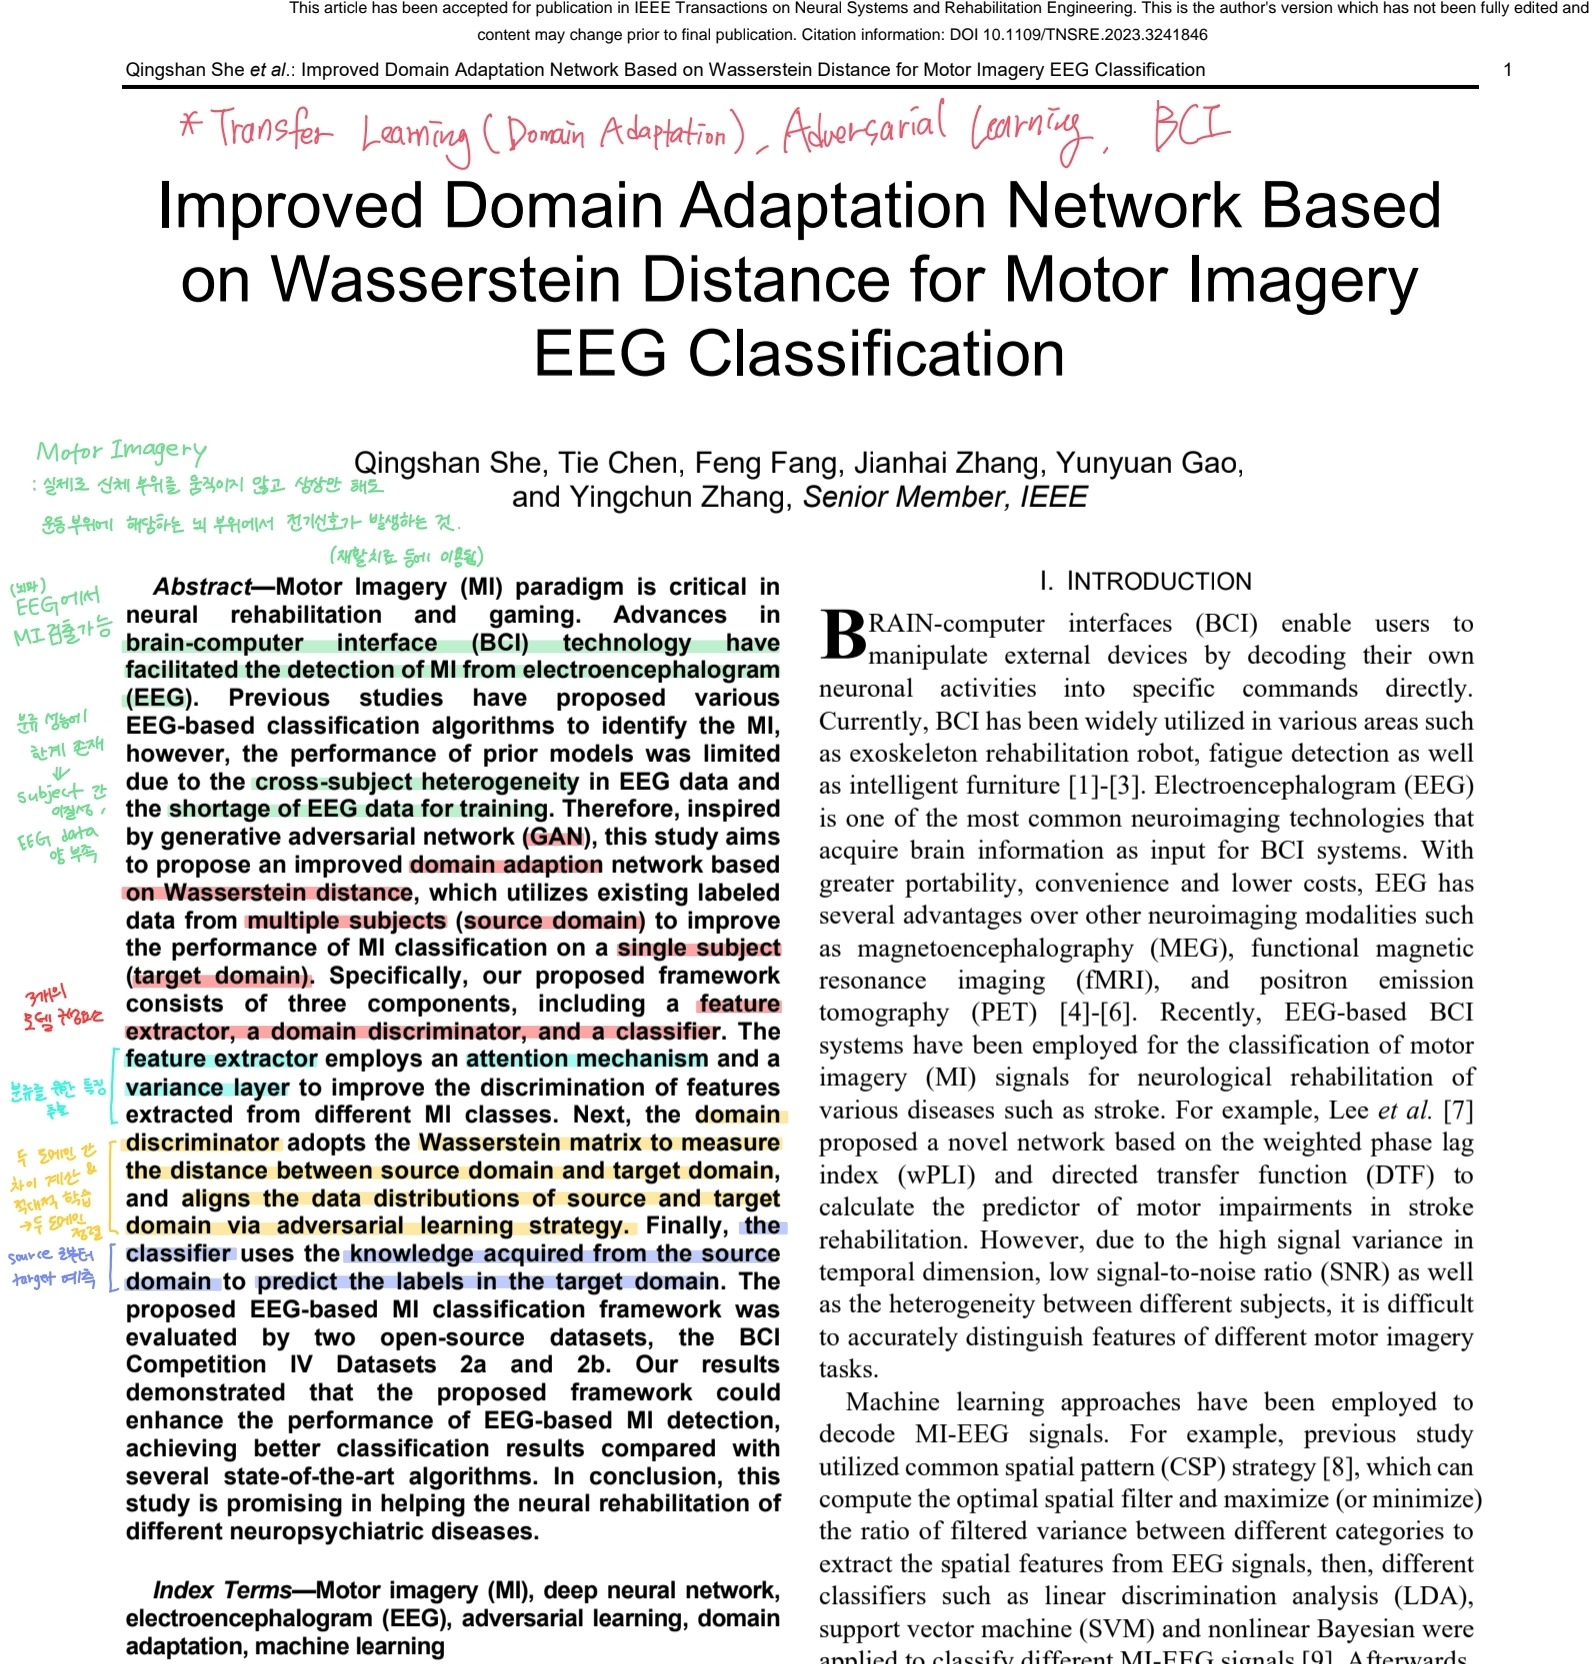 This article has been accepted for publication in IEEE Transactions on Neural Systems and Rehabilitation Engineering. This is the author's version which has not been fully edited and
content may change prior to final publication. Citation information: DOI 10.1109/TNSRE.2023.3241846
Qingshan She et al.: Improved Domain Adaptation Network Based on Wasserstein Distance for Motor Imagery EEG Classification 1
* Transfer Learning (Domain Adaptation), Adversarial Learning, BCI
Improved Domain Adaptation Network Based
on Wasserstein Distance for Motor Imagery
EEG Classification
Qingshan She, Tie Chen, Feng Fang, Jianhai Zhang, Yunyuan Gao,
and Yingchun Zhang, Senior Member, IEEE
Motor Imagery
: 실제로 신체 부위를 움직이지 않고 상상만 해도
운동부위에 해당하는 뇌 부위에서 전기신호가 발생하는 것.
(재활치료 등에 이용됨)
(뇌파)
EEG에서
MI 검출가능
분류 성능에
한계 존재
⇓
subject 간
이질성,
EEG data
양 부족
3개의
모델 구성요소
분류를 위한 특징
추출
두 도메인 간
차이 계산 &
적대적 학습
→두 도메인
정렬
source 로부터
target 예측
Abstract—Motor Imagery (MI) paradigm is critical in
neural rehabilitation and gaming. Advances in
brain-computer interface (BCI) technology have
facilitated the detection of MI from electroencephalogram
(EEG). Previous studies have proposed various
EEG-based classification algorithms to identify the MI,
however, the performance of prior models was limited
due to the cross-subject heterogeneity in EEG data and
the shortage of EEG data for training. Therefore, inspired
by generative adversarial network (GAN), this study aims
to propose an improved domain adaption network based
on Wasserstein distance, which utilizes existing labeled
data from multiple subjects (source domain) to improve
the performance of MI classification on a single subject
(target domain). Specifically, our proposed framework
consists of three components, including a feature
extractor, a domain discriminator, and a classifier. The
feature extractor employs an attention mechanism and a
variance layer to improve the discrimination of features
extracted from different MI classes. Next, the domain
discriminator adopts the Wasserstein matrix to measure
the distance between source domain and target domain,
and aligns the data distributions of source and target
domain via adversarial learning strategy. Finally, the
classifier uses the knowledge acquired from the source
domain to predict the labels in the target domain. The
proposed EEG-based MI classification framework was
evaluated by two open-source datasets, the BCI
Competition IV Datasets 2a and 2b. Our results
demonstrated that the proposed framework could
enhance the performance of EEG-based MI detection,
achieving better classification results compared with
several state-of-the-art algorithms. In conclusion, this
study is promising in helping the neural rehabilitation of
different neuropsychiatric diseases.
Index Terms—Motor imagery (MI), deep neural network,
electroencephalogram (EEG), adversarial learning, domain
adaptation, machine learning
I. INTRODUCTION
BRAIN-computer interfaces (BCI) enable users to
manipulate external devices by decoding their own
neuronal activities into specific commands directly.
Currently, BCI has been widely utilized in various areas such
as exoskeleton rehabilitation robot, fatigue detection as well
as intelligent furniture [1]-[3]. Electroencephalogram (EEG)
is one of the most common neuroimaging technologies that
acquire brain information as input for BCI systems. With
greater portability, convenience and lower costs, EEG has
several advantages over other neuroimaging modalities such
as magnetoencephalography (MEG), functional magnetic
resonance imaging (fMRI), and positron emission
tomography (PET) [4]-[6]. Recently, EEG-based BCI
systems have been employed for the classification of motor
imagery (MI) signals for neurological rehabilitation of
various diseases such as stroke. For example, Lee et al. [7]
proposed a novel network based on the weighted phase lag
index (wPLI) and directed transfer function (DTF) to
calculate the predictor of motor impairments in stroke
rehabilitation. However, due to the high signal variance in
temporal dimension, low signal-to-noise ratio (SNR) as well
as the heterogeneity between different subjects, it is difficult
to accurately distinguish features of different motor imagery
tasks.
Machine learning approaches have been employed to
decode MI-EEG signals. For example, previous study
utilized common spatial pattern (CSP) strategy [8], which can
compute the optimal spatial filter and maximize (or minimize)
the ratio of filtered variance between different categories to
extract the spatial features from EEG signals, then, different
classifiers such as linear discrimination analysis (LDA),
support vector machine (SVM) and nonlinear Bayesian were
applied to classify different MI-EEG signals [9]. Afterwards,